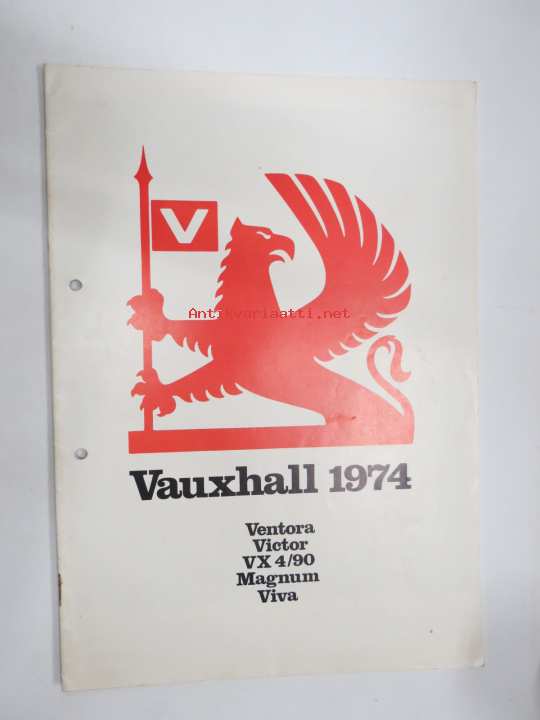 V
Antikvariaatti.net
Vauxhall 1974
Ventora
Victor
VX 4/90
Magnum
Viva